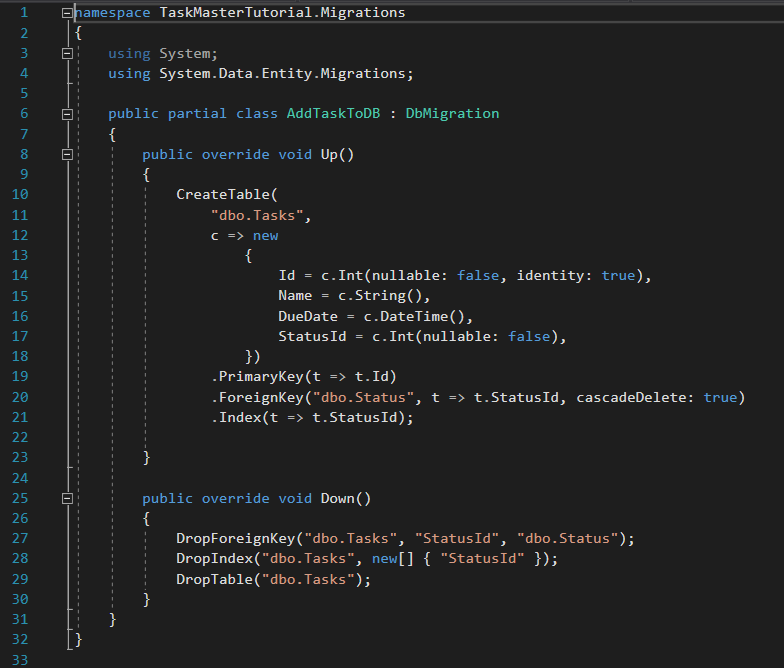 1 namespace TaskMasterTutorial.Migrations
2 {
3 using System;
4 using System.Data.Entity.Migrations;
5
6 public partial class AddTaskToDB : DbMigration
7 {
8 public override void Up()
9 {
10 CreateTable(
11 "dbo.Tasks",
12 c => new
13 {
14 Id = c.Int(nullable: false, identity: true),
15 Name = c.String(),
16 DueDate = c.DateTime(),
17 StatusId = c.Int(nullable: false),
18 })
19 .PrimaryKey(t => t.Id)
20 .ForeignKey("dbo.Status", t => t.StatusId, cascadeDelete: true)
21 .Index(t => t.StatusId);
22
23 }
24
25 public override void Down()
26 {
27 DropForeignKey("dbo.Tasks", "StatusId", "dbo.Status");
28 DropIndex("dbo.Tasks", new[] { "StatusId" });
29 DropTable("dbo.Tasks");
30 }
31 }
32 }
33